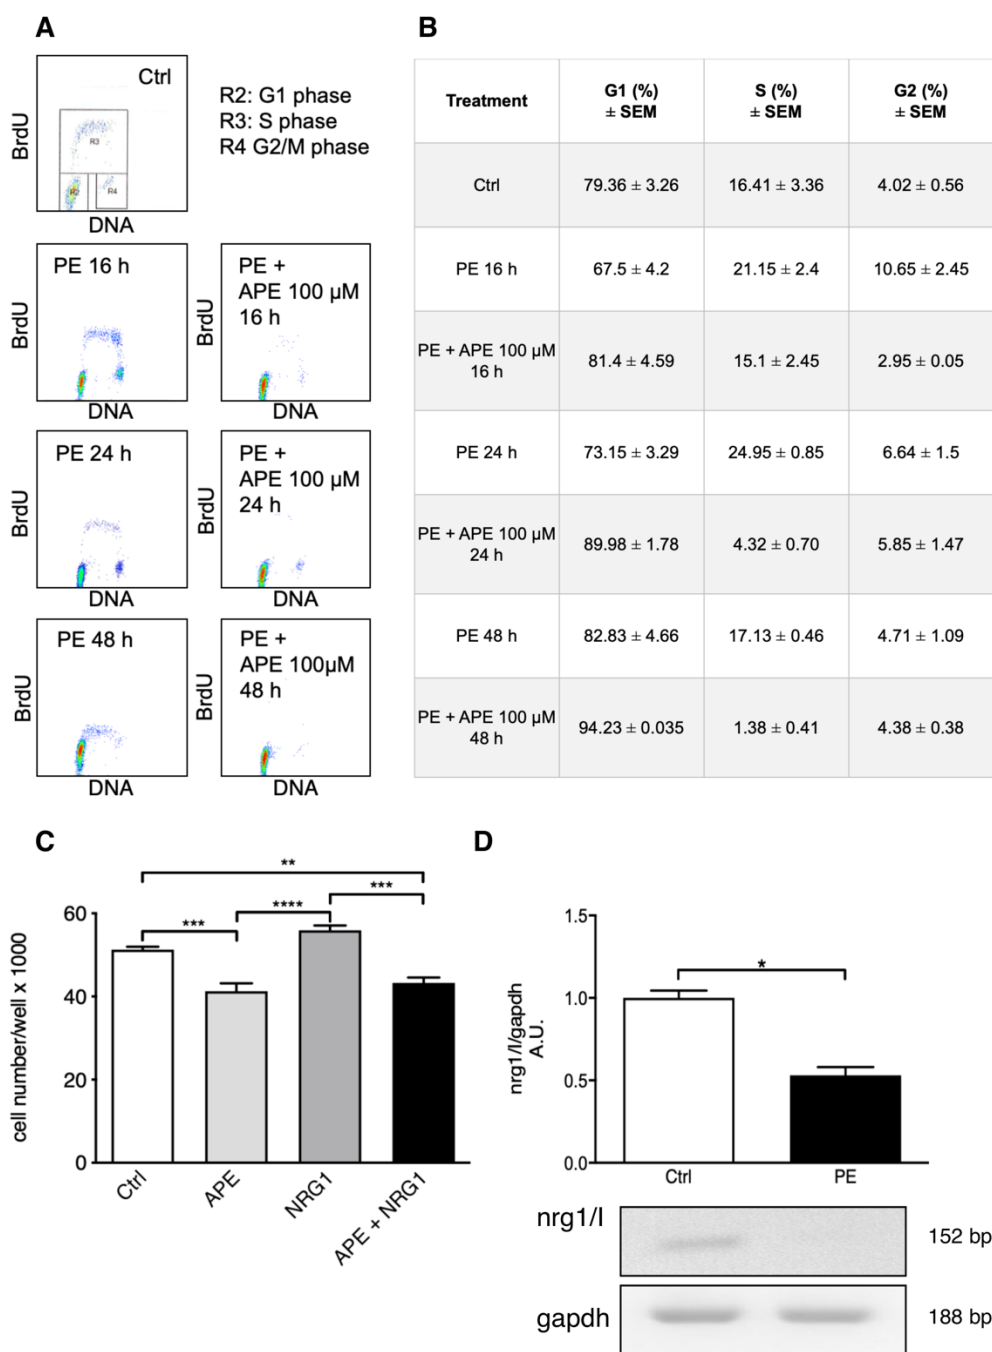 A
Ctrl
R3
R2
R4
BrdU
DNA
R2: G1 phase
R3: S phase
R4 G2/M phase
PE 16 h
BrdU
DNA
PE +
APE 100 µM
16 h
BrdU
DNA
PE 24 h
BrdU
DNA
PE +
APE 100 µM
24 h
BrdU
DNA
PE 48 h
BrdU
DNA
PE +
APE 100µM
48 h
BrdU
DNA
B
Treatment
G1 (%)
± SEM
S (%)
± SEM
G2 (%)
± SEM
Ctrl
79.36 ± 3.26
16.41 ± 3.36
4.02 ± 0.56
PE 16 h
67.5 ± 4.2
21.15 ± 2.4
10.65 ± 2.45
PE + APE 100 µM
16 h
81.4 ± 4.59
15.1 ± 2.45
2.95 ± 0.05
PE 24 h
73.15 ± 3.29
24.95 ± 0.85
6.64 ± 1.5
PE + APE 100 µM
24 h
89.98 ± 1.78
4.32 ± 0.70
5.85 ± 1.47
PE 48 h
82.83 ± 4.66
17.13 ± 0.46
4.71 ± 1.09
PE + APE 100 µM
48 h
94.23 ± 0.035
1.38 ± 0.41
4.38 ± 0.38
C
**
***
****
***
60
40
20
0
cell number/well x 1000
Ctrl
APE
NRG1
APE + NRG1
D
*
1.5
1.0
0.5
0.0
nrg1/I/gapdh
A.U.
Ctrl
PE
nrg1/I
152 bp
gapdh
188 bp